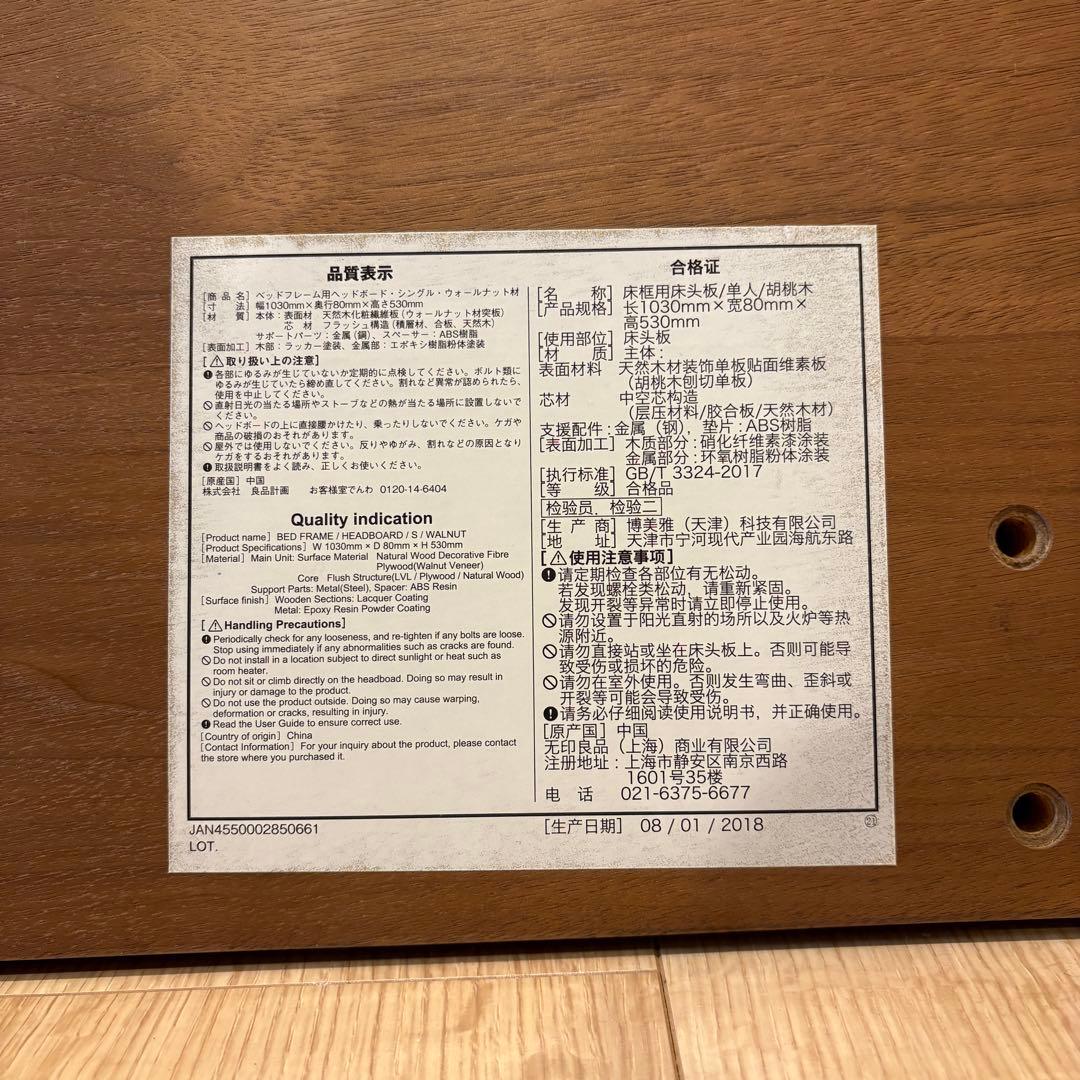 品質表示
[商品名] ベッドフレーム用ヘッドボード・シングル・ウォールナット材
[寸 法] 幅1030mm×奥行80mm×高さ530mm
[材 質] 本体:表面材 天然木化粧繊維板(ウォールナット材突板)
芯 材 フラッシュ構造(積層材、合板、天然木)
サポートパーツ:金属(鋼)、スペーサー:ABS樹脂
[表面加工] 木部:ラッカー塗装、金属部:エポキシ樹脂粉体塗装
[⚠取り扱い上の注意]
各部にゆるみが生じていないか定期的に点検してください。ボルト類に
ゆるみが生じていたら締め直してください。割れなど異常が認められたら、
使用を中止してください。
直射日光の当たる場所やストーブなどの熱が当たる場所に設置しないで
ください。
ヘッドボードの上に直接腰かけたり、乗ったりしないでください。ケガや
商品の破損のおそれがあります。
屋外では使用しないでください。反りやゆがみ、割れなどの原因となり
ケガをするおそれがあります。
取扱説明書をよく読み、正しくお使いください。
[原産国] 中国
株式会社 良品計画 お客様室でんわ 0120-14-6404
Quality indication
[Product name] BED FRAME / HEADBOARD / S / WALNUT
[Product Specifications] W 1030mm × D 80mm × H 530mm
[Material] Main Unit: Surface Material Natural Wood Decorative Fibre
Plywood(Walnut Veneer)
Core Flush Structure(LVL / Plywood / Natural Wood)
Support Parts: Metal(Steel), Spacer: ABS Resin
[Surface finish] Wooden Sections: Lacquer Coating
Metal: Epoxy Resin Powder Coating
[⚠Handling Precautions]
Periodically check for any looseness, and re-tighten if any bolts are loose.
Stop using immediately if any abnormalities such as cracks are found.
Do not install in a location subject to direct sunlight or heat such as
room heater.
Do not sit or climb directly on the headboard. Doing so may result in
injury or damage to the product.
Do not use the product outside. Doing so may cause warping,
deformation or cracks, resulting in injury.
Read the User Guide to ensure correct use.
[Country of origin] China
[Contact Information] For your inquiry about the product, please contact
the store where you purchased it.
合格证
[名 称] 床框用床头板/单人/胡桃木
[产品规格] 长1030mm×宽80mm×
高530mm
[使用部位] 床头板
[材 质] 主体:
表面材料 天然木材装饰单板贴面维素板
(胡桃木刨切单板)
芯材 中空芯构造
(层压材料/胶合板/天然木材)
支援配件:金属(钢),垫片:ABS树脂
[表面加工] 木质部分:硝化纤维素漆涂装
金属部分:环氧树脂粉体涂装
[执行标准] GB/T 3324-2017
[等 级] 合格品
检验员.检验二
[生 产 商] 博美雅(天津)科技有限公司
[地 址] 天津市宁河现代产业园海航东路
[⚠使用注意事项]
请定期检查各部位有无松动。
若发现螺栓类松动,请重新紧固。
发现开裂等异常时请立即停止使用。
请勿设置于阳光直射的场所以及火炉等热
源附近。
请勿直接站或坐在床头板上。否则可能导
致受伤或损坏的危险。
请勿在室外使用。否则发生弯曲、歪斜或
开裂等可能会导致受伤。
请务必仔细阅读使用说明书,并正确使用。
[原产国] 中国
无印良品(上海)商业有限公司
注册地址:上海市静安区南京西路
1601号35楼
电 话 021-6375-6677
JAN4550002850661
LOT.
[生产日期] 08 / 01 / 2018
㉑